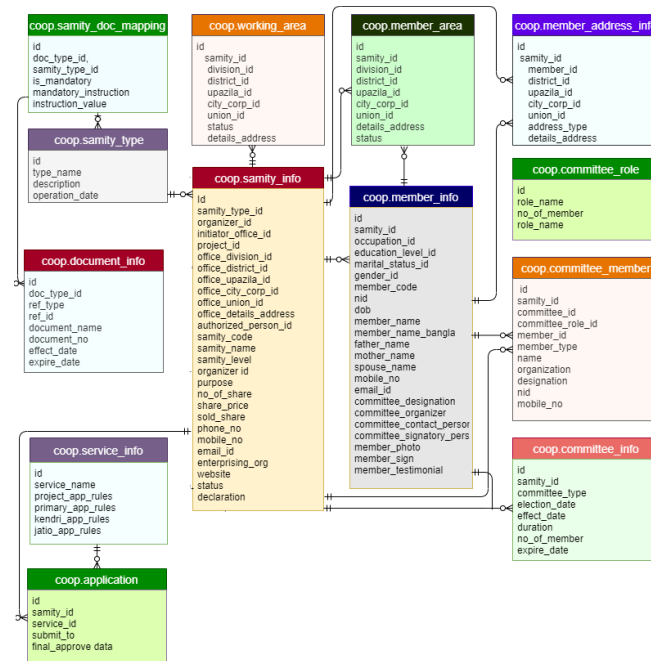 coop.samity_doc_mapping
id
doc_type_id,
samity_type_id
is_mandatory
mandatory_instruction
instruction_value
coop.samity_type
id
type_name
description
operation_date
coop.document_info
id
doc_type_id
ref_type
ref_id
document_name
document_no
effect_date
expire_date
coop.service_info
id
service_name
project_app_rules
primary_app_rules
kendri_app_rules
jatio_app_rules
coop.application
id
samity_id
service_id
submit_to
final_approve data
coop.working_area
id
samity_id
division_id
district_id
upazila_id
city_corp_id
union_id
status
details_address
coop.samity_info
Id
samity_type_id
organizer_id
initiator_office_id
project_id
office_division_id
office_district_id
office_upazila_id
office_city_corp_id
office_union_id
office_details_address
authorized_person_id
samity_code
samity_name
samity_level
organizer id
purpose
no_of_share
share_price
sold_share
phone_no
mobile_no
email_id
enterprising_org
website
status
declaration
coop.member_area
id
samity_id
division_id
district_id
upazila_id
city_corp_id
union_id
details_address
status
coop.member_info
id
samity_id
occupation_id
education_level_id
marital_status_id
gender_id
member_code
nid
dob
member_name
member_name_bangla
father_name
mother_name
spouse_name
mobile_no
email_id
committee_designation
committee_organizer
committee_contact_person
committee_signatory_pers
member_photo
member_sign
member_testimonial
coop.member_address_info
id
samity_id
member_id
district_id
upazila_id
city_corp_id
union_id
address_type
details_address
coop.committee_role
id
role_name
no_of_member
role_name
coop.committee_member
id
samity_id
committee_id
committee_role_id
member_id
member_type
name
organization
designation
nid
mobile_no
coop.committee_info
id
samity_id
committee_type
election_date
effect_date
duration
no_of_member
expire_date